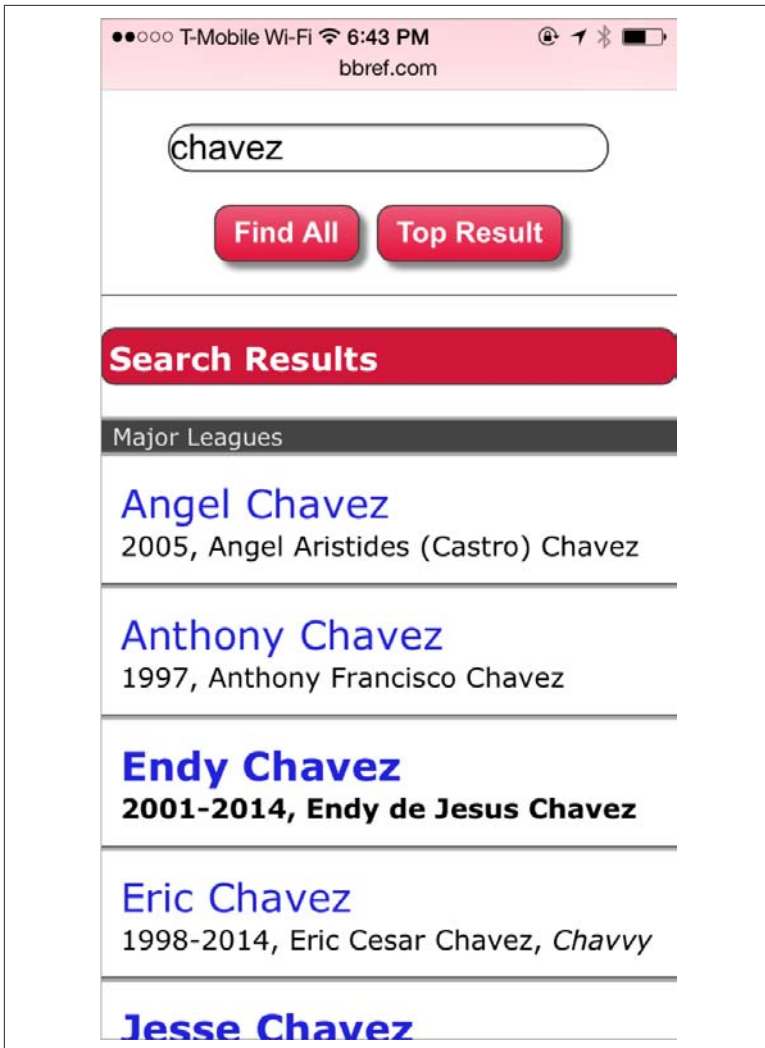 T-Mobile Wi-Fi 6:43 PM
bbref.com
chavez
Find All Top Result
Search Results
Major Leagues
Angel Chavez
2005, Angel Aristides (Castro) Chavez
Anthony Chavez
1997, Anthony Francisco Chavez
Endy Chavez
2001-2014, Endy de Jesus Chavez
Eric Chavez
1998-2014, Eric Cesar Chavez, Chavvy
Jesse Chavez